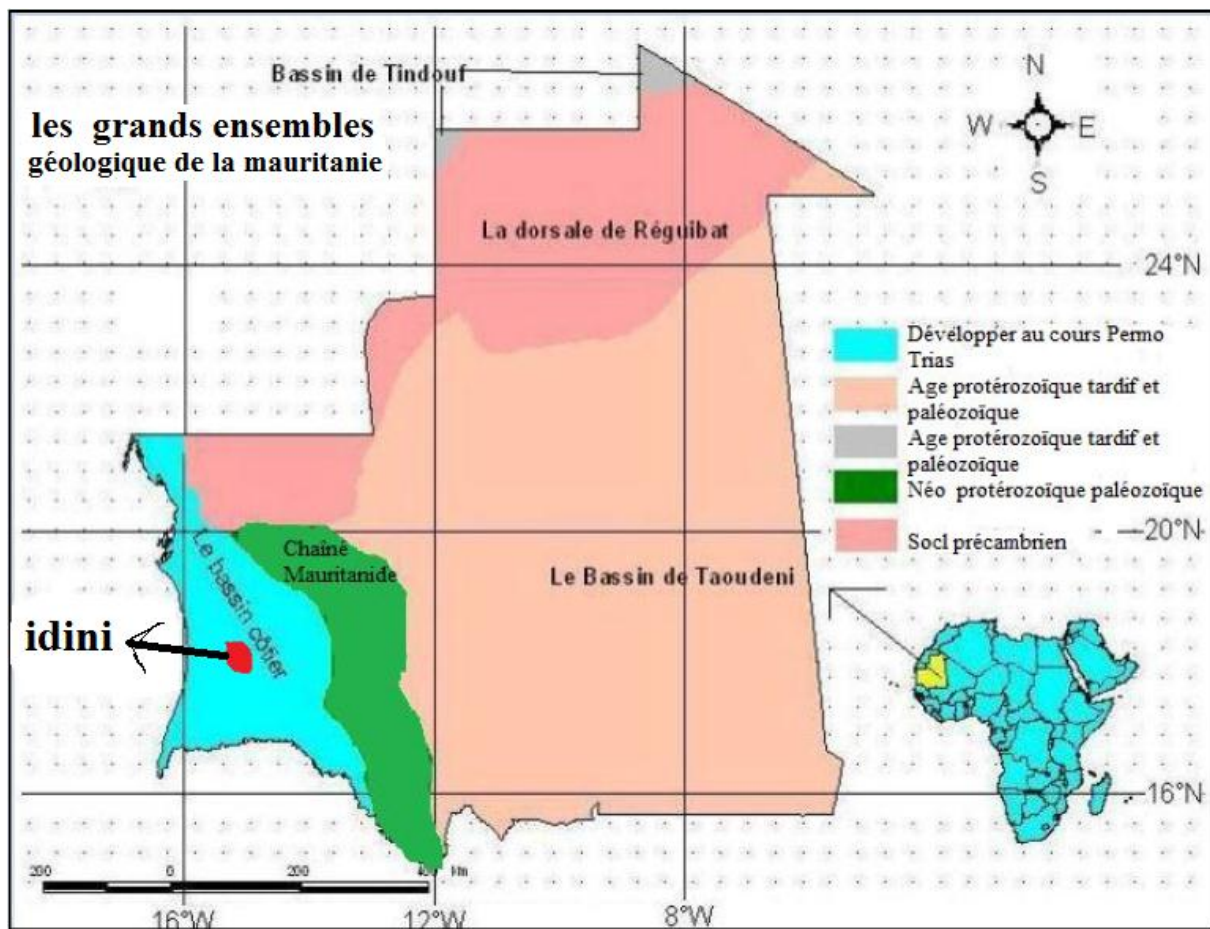 Bassin de Tindouf
les grands ensembles
géologique de la mauritanie
N
W
E
S
La dorsale de Réguibat
24°N
Développer au cours Permo
Trias
Age protérozoïque tardif et
paléozoïque
Age protérozoïque tardif et
paléozoïque
Néo protérozoïque paléozoïque
Socl précambrien
20°N
Chaîne
Mauritanide
Le Bassin de Taoudeni
Le bassin côtier
idini
16°N
200 0 200 400 km
16°W
12°W
8°W